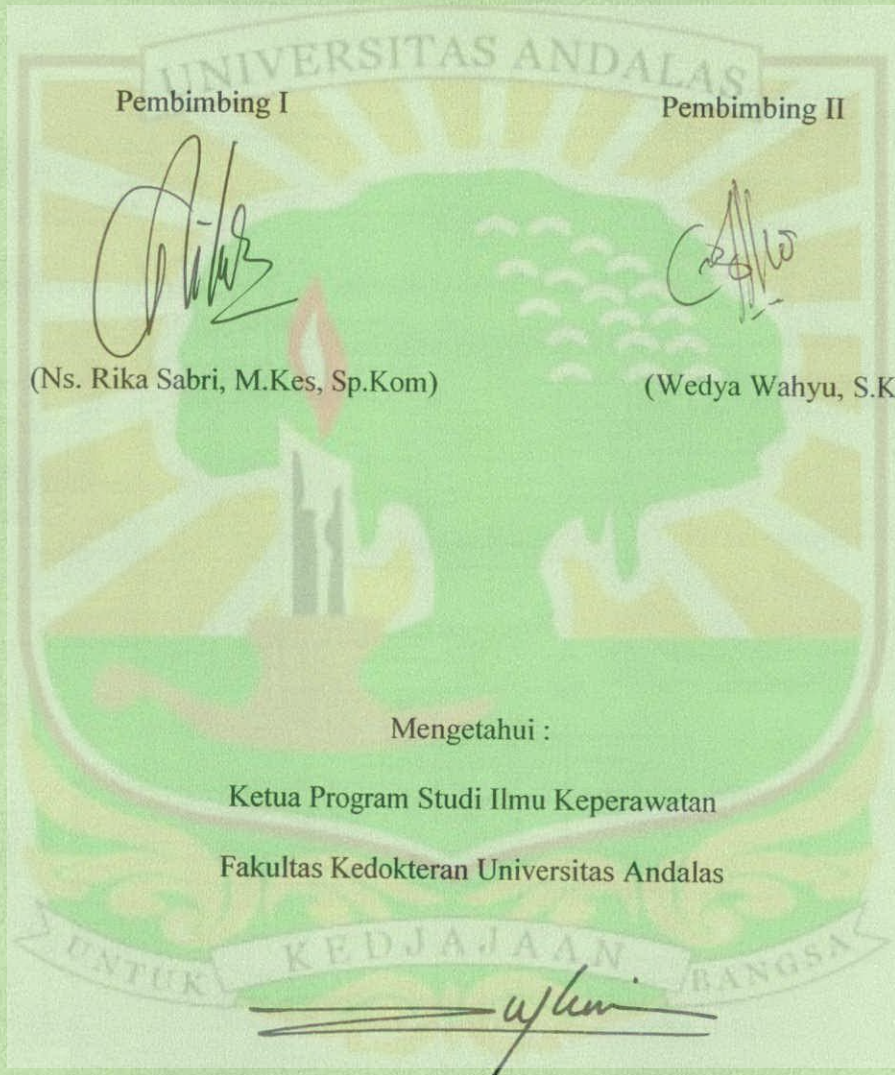 UNIVERSITAS ANDALAS
Pembimbing I
Pembimbing II
(Ns. Rika Sabri, M.Kes, Sp.Kom)
(Wedya Wahyu, S.K
Mengetahui :
Ketua Program Studi Ilmu Keperawatan
Fakultas Kedokteran Universitas Andalas
UNTUK KEDJAJAAN BANGSA